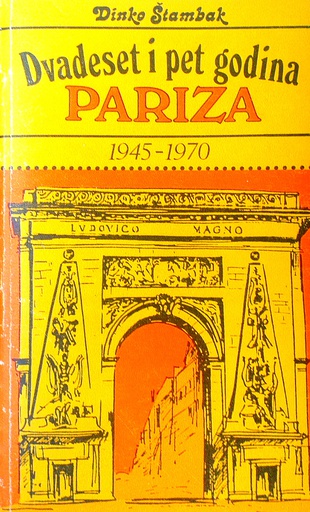 Dinko Štambak
Dvadeset i pet godina
PARIZA
1945-1970
LVDOVICO MAGNO